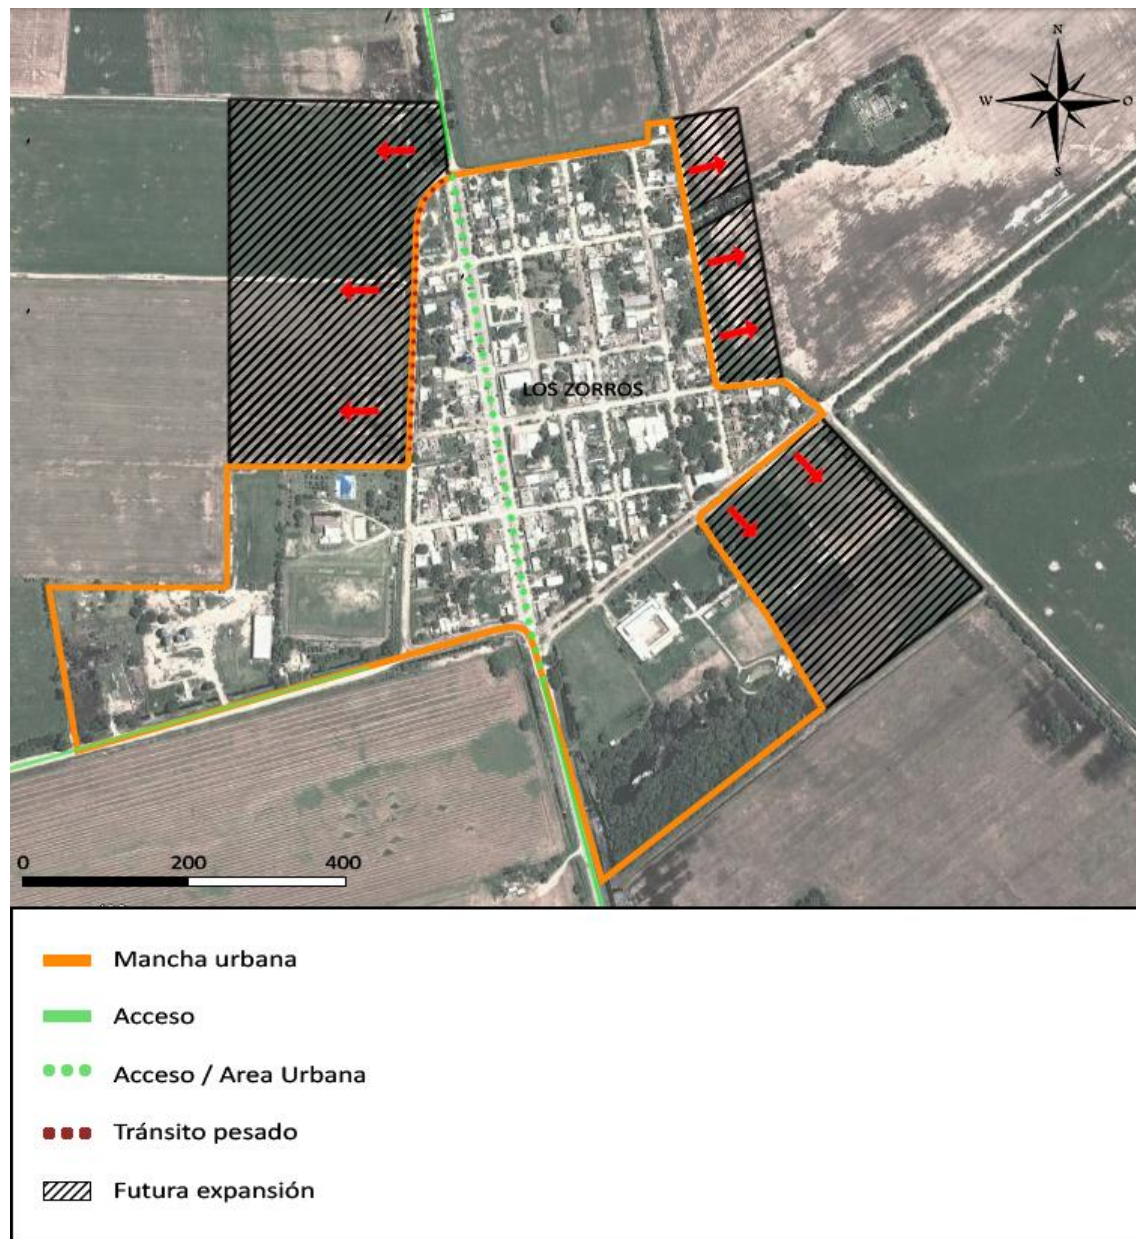 N
W
O
S
LOS ZORROS
0 200 400
Mancha urbana
Acceso
Acceso / Area Urbana
Tránsito pesado
Futura expansión